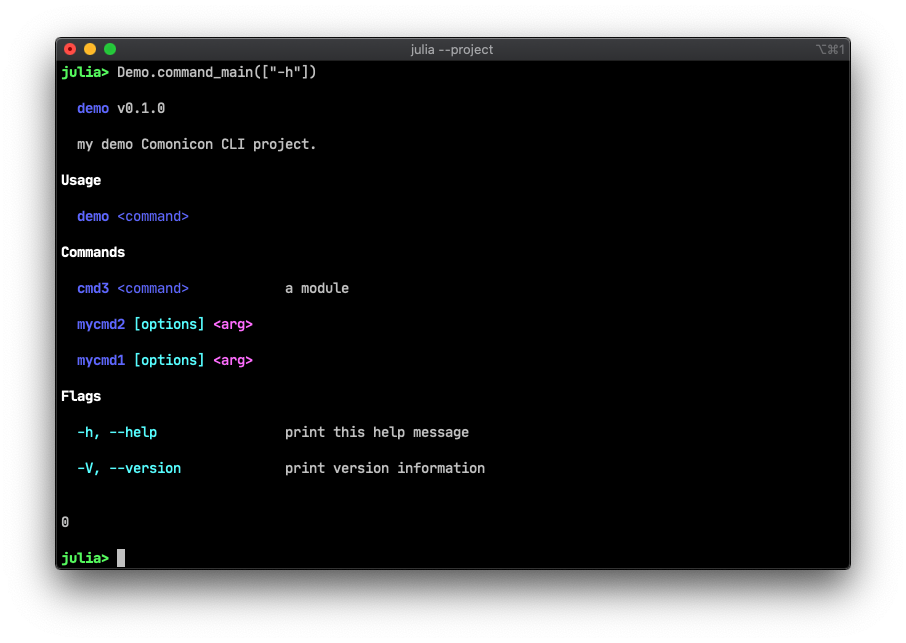 julia --project
⌥⌘1
julia> Demo.command_main(["-h"])
demo v0.1.0
my demo Comonicon CLI project.
Usage
demo <command>
Commands
cmd3 <command> a module
mycmd2 [options] <arg>
mycmd1 [options] <arg>
Flags
-h, --help print this help message
-V, --version print version information
0
julia>